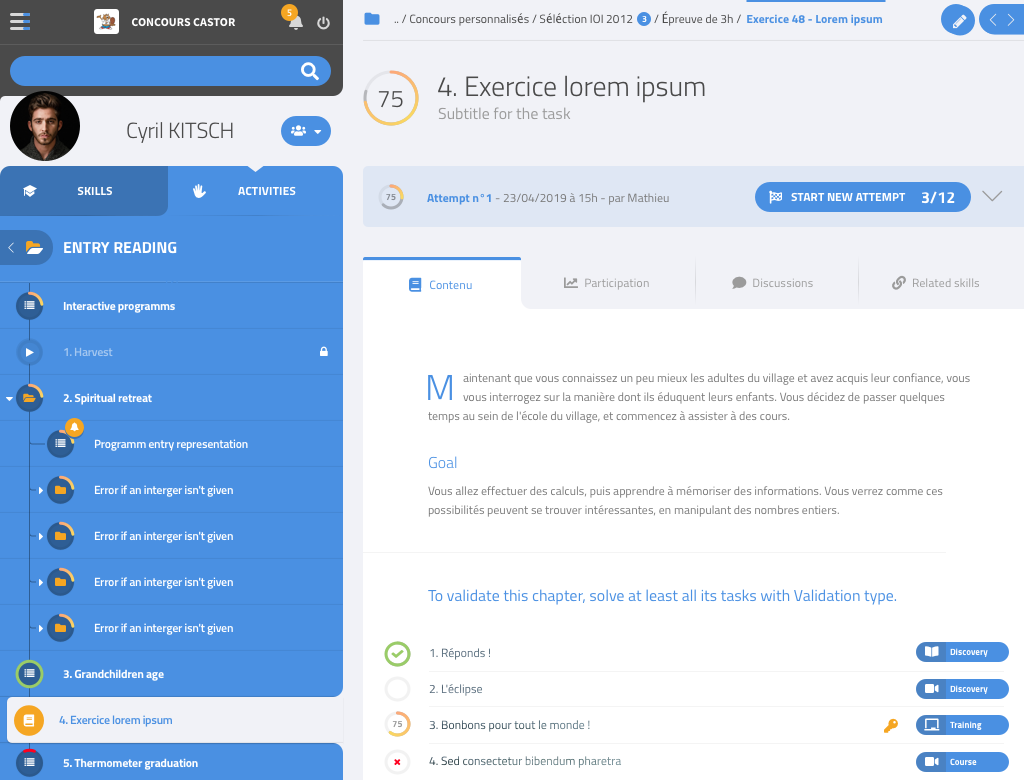 CONCOURS CASTOR
5
Cyril KITSCH
SKILLS
ACTIVITIES
ENTRY READING
Interactive programms
1. Harvest
2. Spiritual retreat
Programm entry representation
Error if an interger isn't given
Error if an interger isn't given
Error if an interger isn't given
Error if an interger isn't given
3. Grandchildren age
4. Exercice lorem ipsum
5. Thermometer graduation
.. / Concours personnalisés / Séléction IOI 2012 3 / Épreuve de 3h / Exercice 48 - Lorem ipsum
75
4. Exercice lorem ipsum
Subtitle for the task
75
Attempt n°1 - 23/04/2019 à 15h - par Mathieu
START NEW ATTEMPT 3/12
Contenu
Participation
Discussions
Related skills
Maintenant que vous connaissez un peu mieux les adultes du village et avez acquis leur confiance, vous
vous interrogez sur la manière dont ils éduquent leurs enfants. Vous décidez de passer quelques
temps au sein de l'école du village, et commencez à assister à des cours.
Goal
Vous allez effectuer des calculs, puis apprendre à mémoriser des informations. Vous verrez comme ces
possibilités peuvent se trouver intéressantes, en manipulant des nombres entiers.
To validate this chapter, solve at least all its tasks with Validation type.
1. Réponds !
Discovery
2. L'éclipse
Discovery
75
3. Bonbons pour tout le monde !
Training
4. Sed consectetur bibendum pharetra
Course